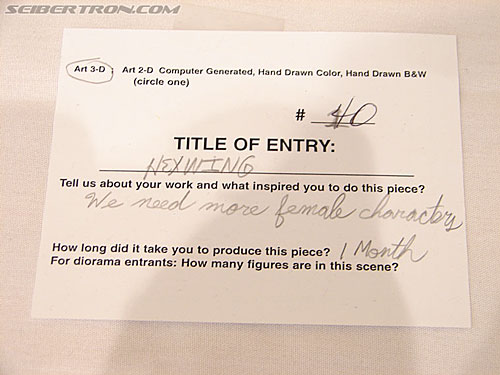 SEIBERTRON.COM
Art 3-D Art 2-D Computer Generated, Hand Drawn Color, Hand Drawn B&W
(circle one)
# 40
TITLE OF ENTRY:
HEXWING
Tell us about your work and what inspired you to do this piece?
We need more female characters
How long did it take you to produce this piece? 1 Month
For diorama entrants: How many figures are in this scene?